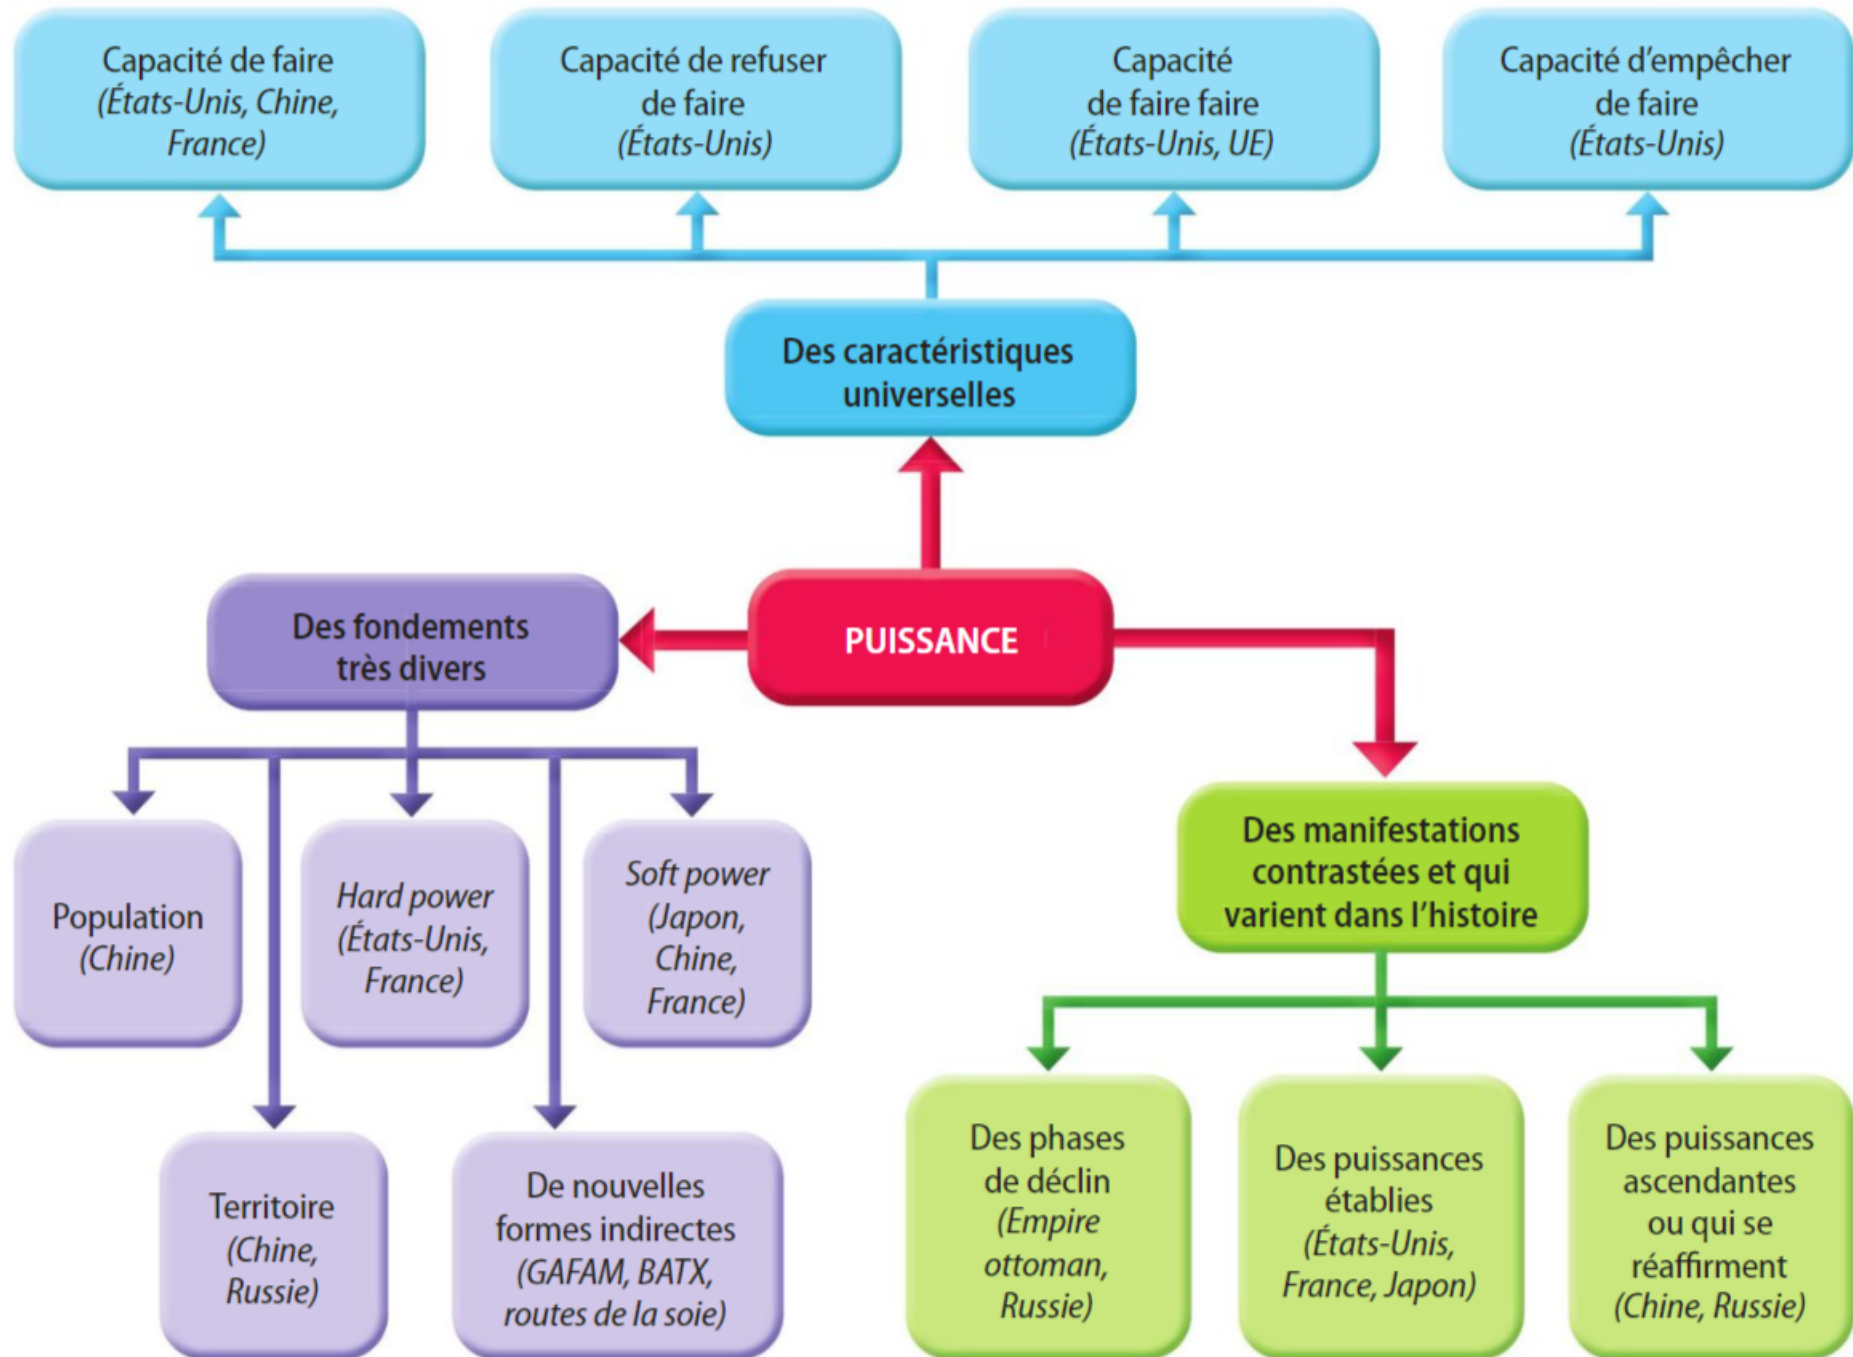 Capacité de faire
(États-Unis, Chine,
France)
Capacité de refuser
de faire
(États-Unis)
Capacité
de faire faire
(États-Unis, UE)
Capacité d'empêcher
de faire
(États-Unis)
Des caractéristiques
universelles
Des fondements
très divers
PUISSANCE
Population
(Chine)
Hard power
(États-Unis,
France)
Soft power
(Japon,
Chine,
France)
Des manifestations
contrastées et qui
varient dans l'histoire
Territoire
(Chine,
Russie)
De nouvelles
formes indirectes
(GAFAM, BATX,
routes de la soie)
Des phases
de déclin
(Empire
ottoman,
Russie)
Des puissances
établies
(États-Unis,
France, Japon)
Des puissances
ascendantes
ou qui se
réaffirment
(Chine, Russie)